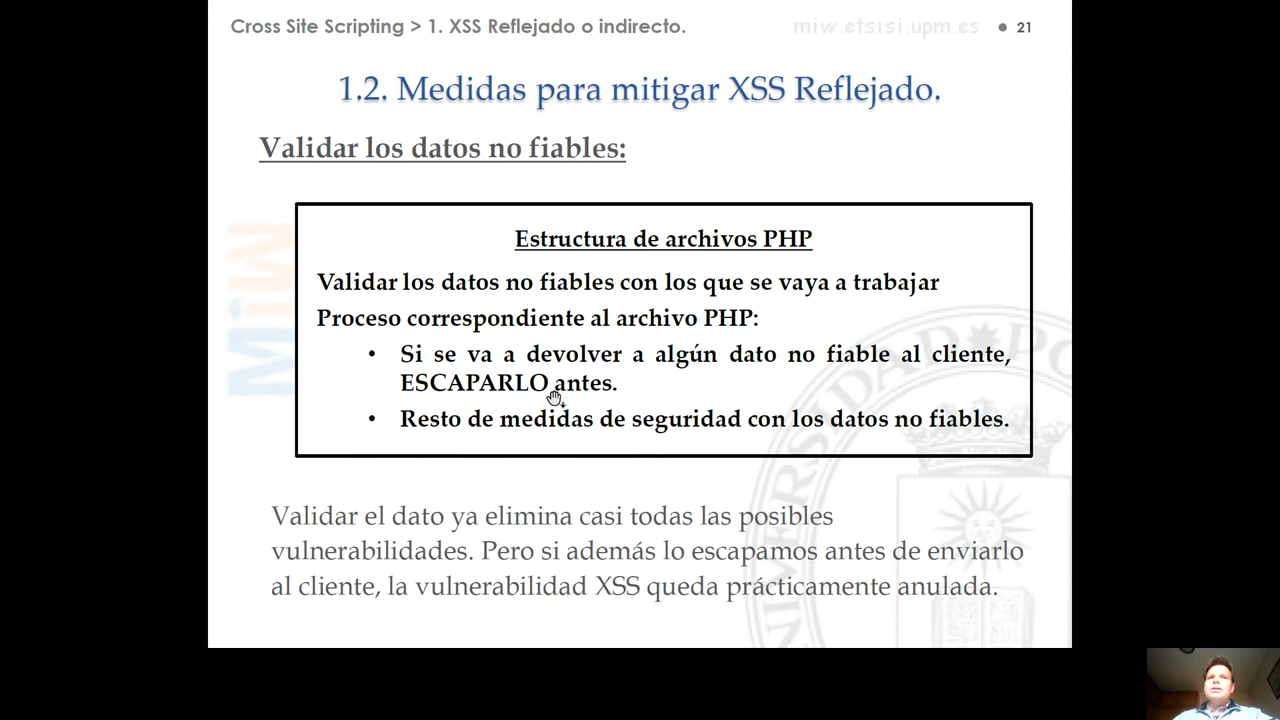 Cross Site Scripting > 1. XSS Reflejado o indirecto.
miw.etsisi.upm.es
● 21
1.2. Medidas para mitigar XSS Reflejado.
Validar los datos no fiables:
Estructura de archivos PHP
Validar los datos no fiables con los que se vaya a trabajar
Proceso correspondiente al archivo PHP:
• Si se va a devolver a algún dato no fiable al cliente,
ESCAPARLO antes.
• Resto de medidas de seguridad con los datos no fiables.
Validar el dato ya elimina casi todas las posibles
vulnerabilidades. Pero si además lo escapamos antes de enviarlo
al cliente, la vulnerabilidad XSS queda prácticamente anulada.
MiW